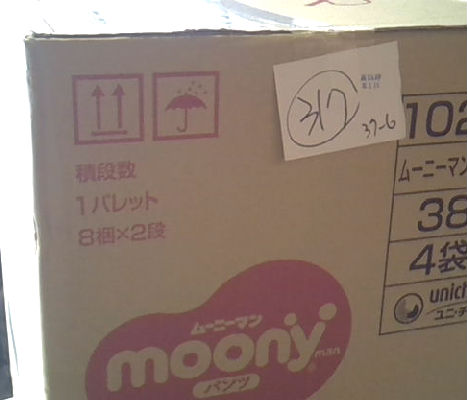 317
37-6
102
ムーニーマン
38
積段数
1パレット
8梱×2段
4袋
unich
ユニ・チ
ムーニーマン
moony
man
パンツ